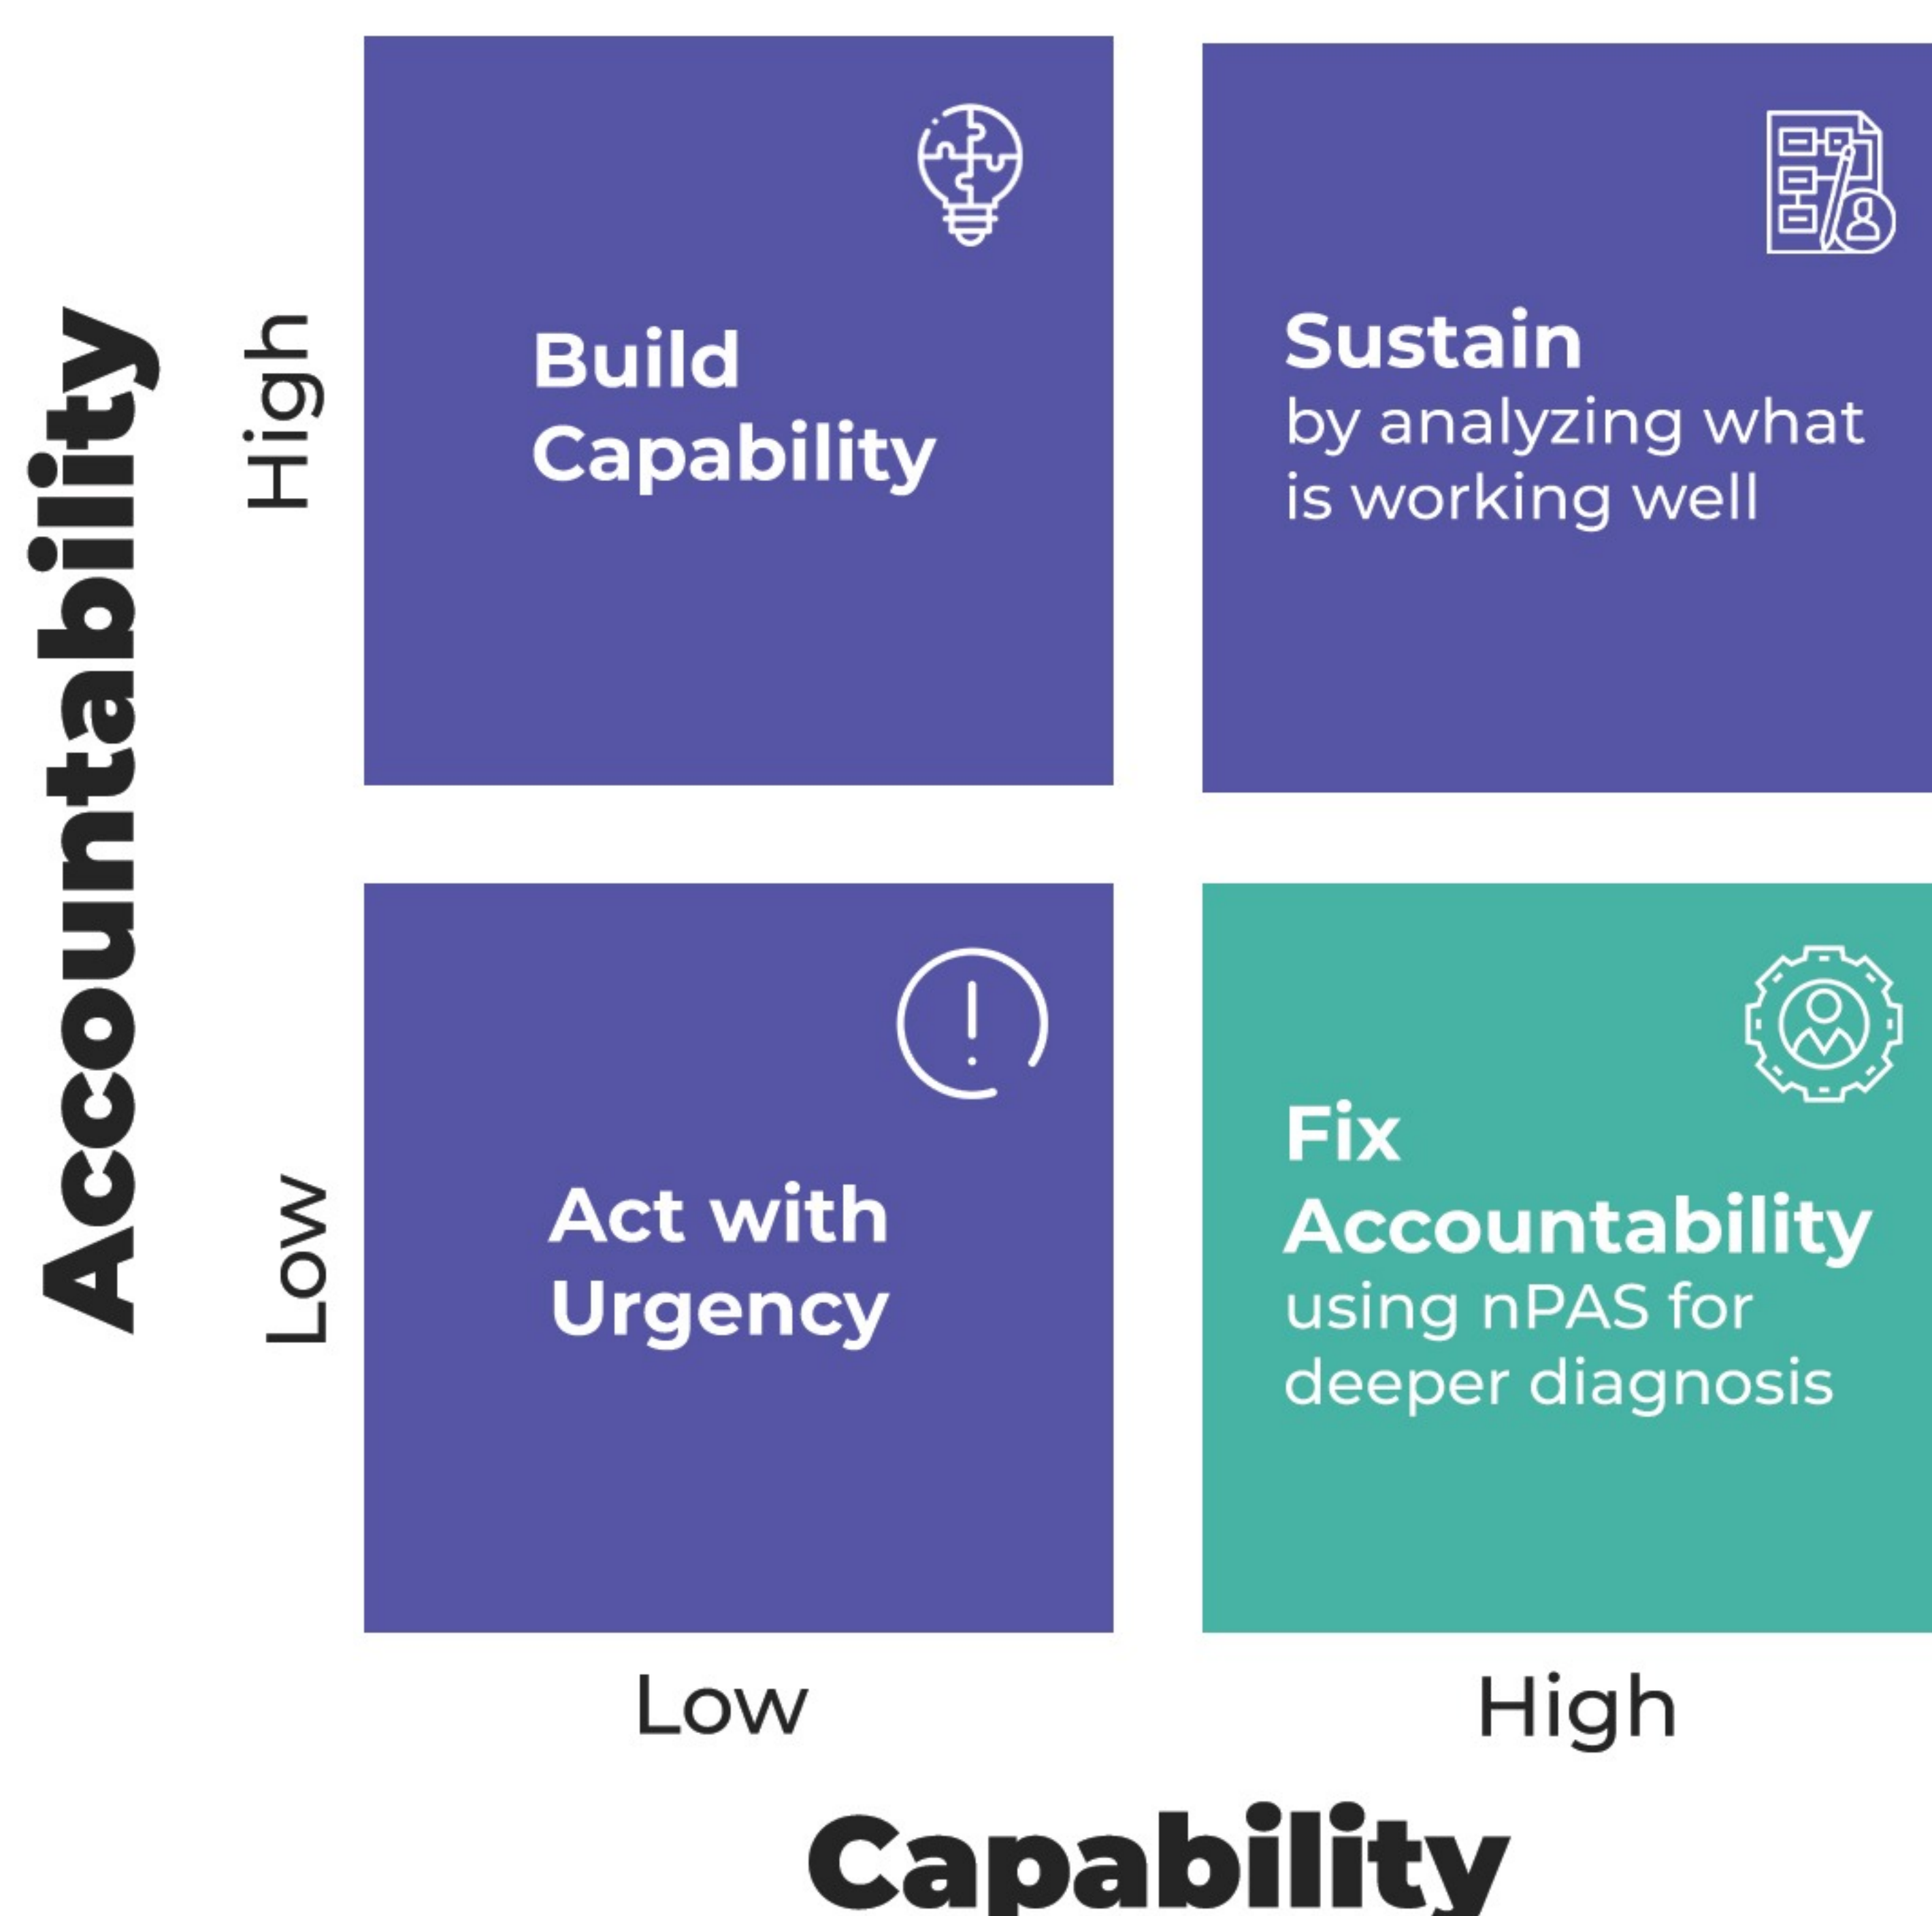 Accountability
High
Build
Capability
Sustain
by analyzing what
is working well
Low
Act with
Urgency
Fix
Accountability
using nPAS for
deeper diagnosis
Low
High
Capability